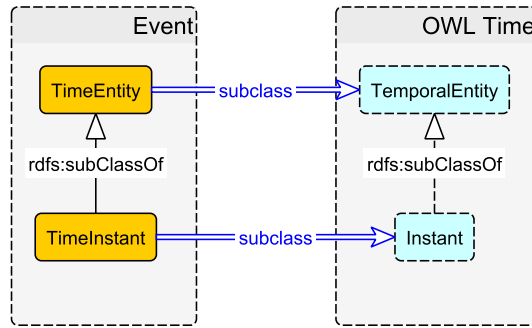 Event
OWL Time
TimeEntity
subclass
TemporalEntity
rdfs:subClassOf
rdfs:subClassOf
TimeInstant
subclass
Instant